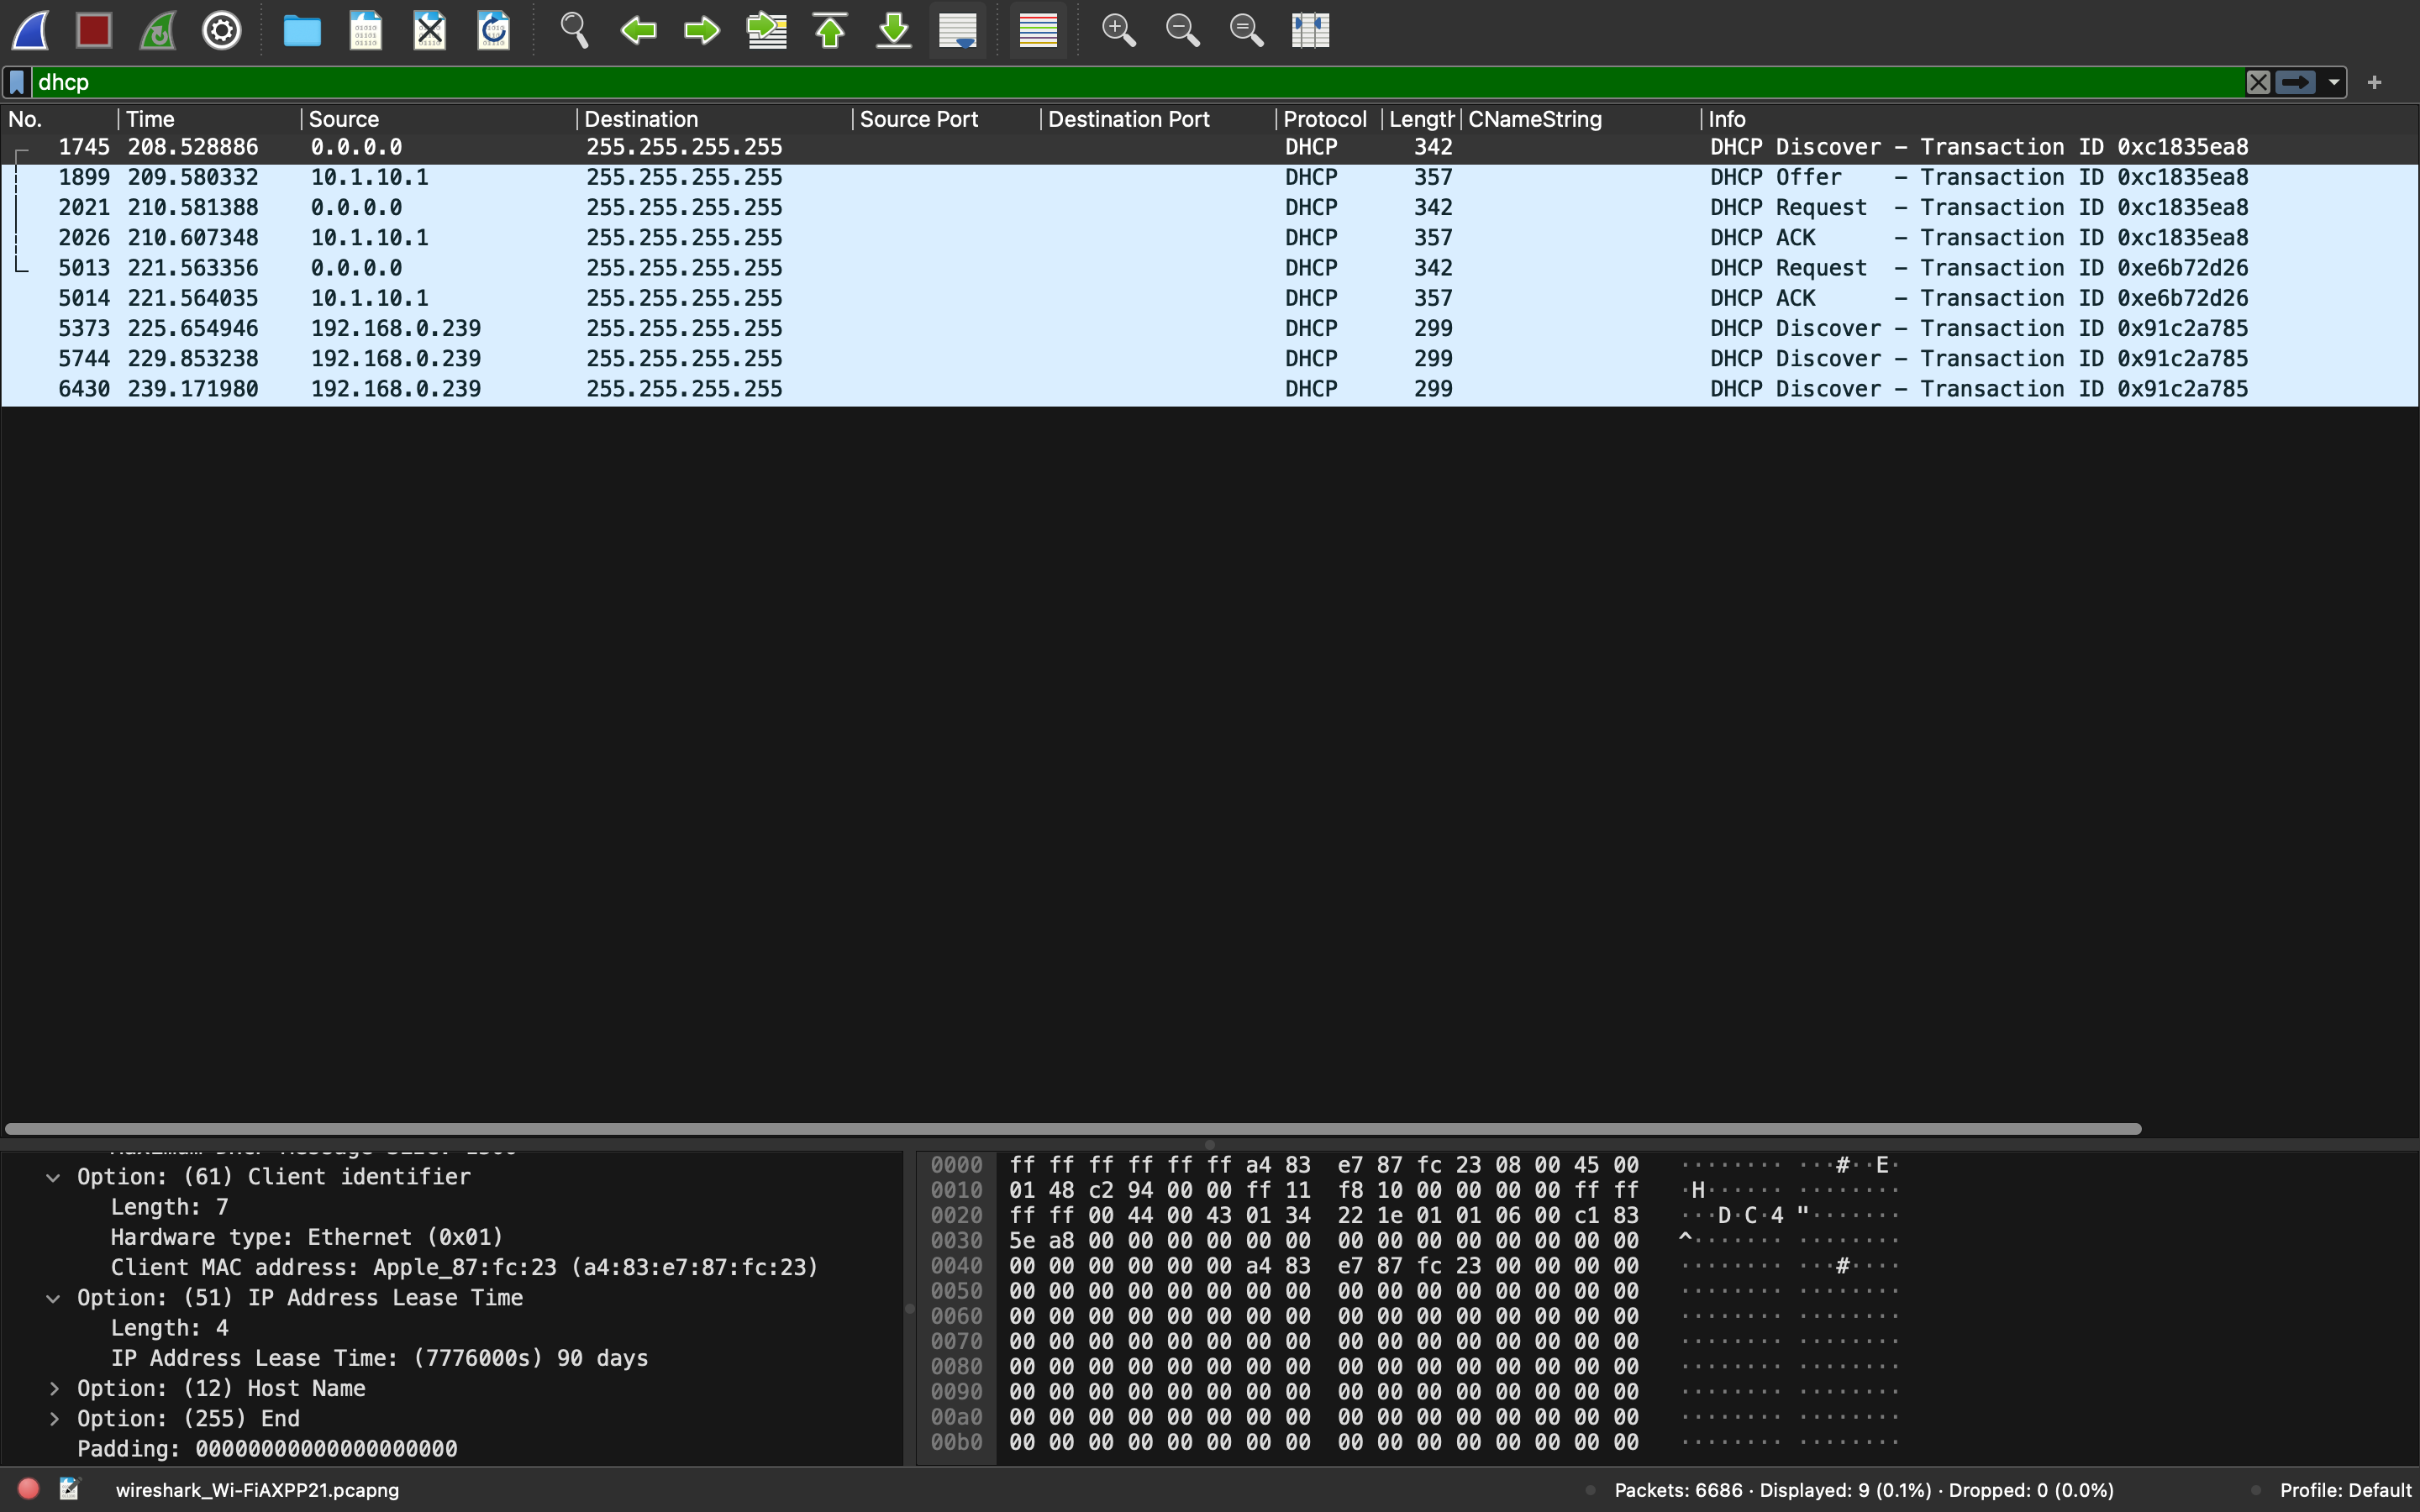 dhcp
No. Time Source Destination Source Port Destination Port Protocol Length CNameString Info
1745 208.528886 0.0.0.0 255.255.255.255 DHCP 342 DHCP Discover – Transaction ID 0xc1835ea8
1899 209.580332 10.1.10.1 255.255.255.255 DHCP 357 DHCP Offer – Transaction ID 0xc1835ea8
2021 210.581388 0.0.0.0 255.255.255.255 DHCP 342 DHCP Request – Transaction ID 0xc1835ea8
2026 210.607348 10.1.10.1 255.255.255.255 DHCP 357 DHCP ACK – Transaction ID 0xc1835ea8
5013 221.563356 0.0.0.0 255.255.255.255 DHCP 342 DHCP Request – Transaction ID 0xe6b72d26
5014 221.564035 10.1.10.1 255.255.255.255 DHCP 357 DHCP ACK – Transaction ID 0xe6b72d26
5373 225.654946 192.168.0.239 255.255.255.255 DHCP 299 DHCP Discover – Transaction ID 0x91c2a785
5744 229.853238 192.168.0.239 255.255.255.255 DHCP 299 DHCP Discover – Transaction ID 0x91c2a785
6430 239.171980 192.168.0.239 255.255.255.255 DHCP 299 DHCP Discover – Transaction ID 0x91c2a785
Option: (61) Client identifier
Length: 7
Hardware type: Ethernet (0x01)
Client MAC address: Apple_87:fc:23 (a4:83:e7:87:fc:23)
Option: (51) IP Address Lease Time
Length: 4
IP Address Lease Time: (7776000s) 90 days
Option: (12) Host Name
Option: (255) End
Padding: 00000000000000000000
0000 ff ff ff ff ff ff a4 83 e7 87 fc 23 08 00 45 00 ········ ···#··E·
0010 01 48 c2 94 00 00 ff 11 f8 10 00 00 00 00 ff ff ·H······ ········
0020 ff ff 00 44 00 43 01 34 22 1e 01 01 06 00 c1 83 ···D·C·4 "·······
0030 5e a8 00 00 00 00 00 00 00 00 00 00 00 00 00 00 ^······· ········
0040 00 00 00 00 00 00 a4 83 e7 87 fc 23 00 00 00 00 ········ ···#····
0050 00 00 00 00 00 00 00 00 00 00 00 00 00 00 00 00 ········ ········
0060 00 00 00 00 00 00 00 00 00 00 00 00 00 00 00 00 ········ ········
0070 00 00 00 00 00 00 00 00 00 00 00 00 00 00 00 00 ········ ········
0080 00 00 00 00 00 00 00 00 00 00 00 00 00 00 00 00 ········ ········
0090 00 00 00 00 00 00 00 00 00 00 00 00 00 00 00 00 ········ ········
00a0 00 00 00 00 00 00 00 00 00 00 00 00 00 00 00 00 ········ ········
00b0 00 00 00 00 00 00 00 00 00 00 00 00 00 00 00 00 ········ ········
wireshark_Wi-FiAXPP21.pcapng Packets: 6686 · Displayed: 9 (0.1%) · Dropped: 0 (0.0%) Profile: Default